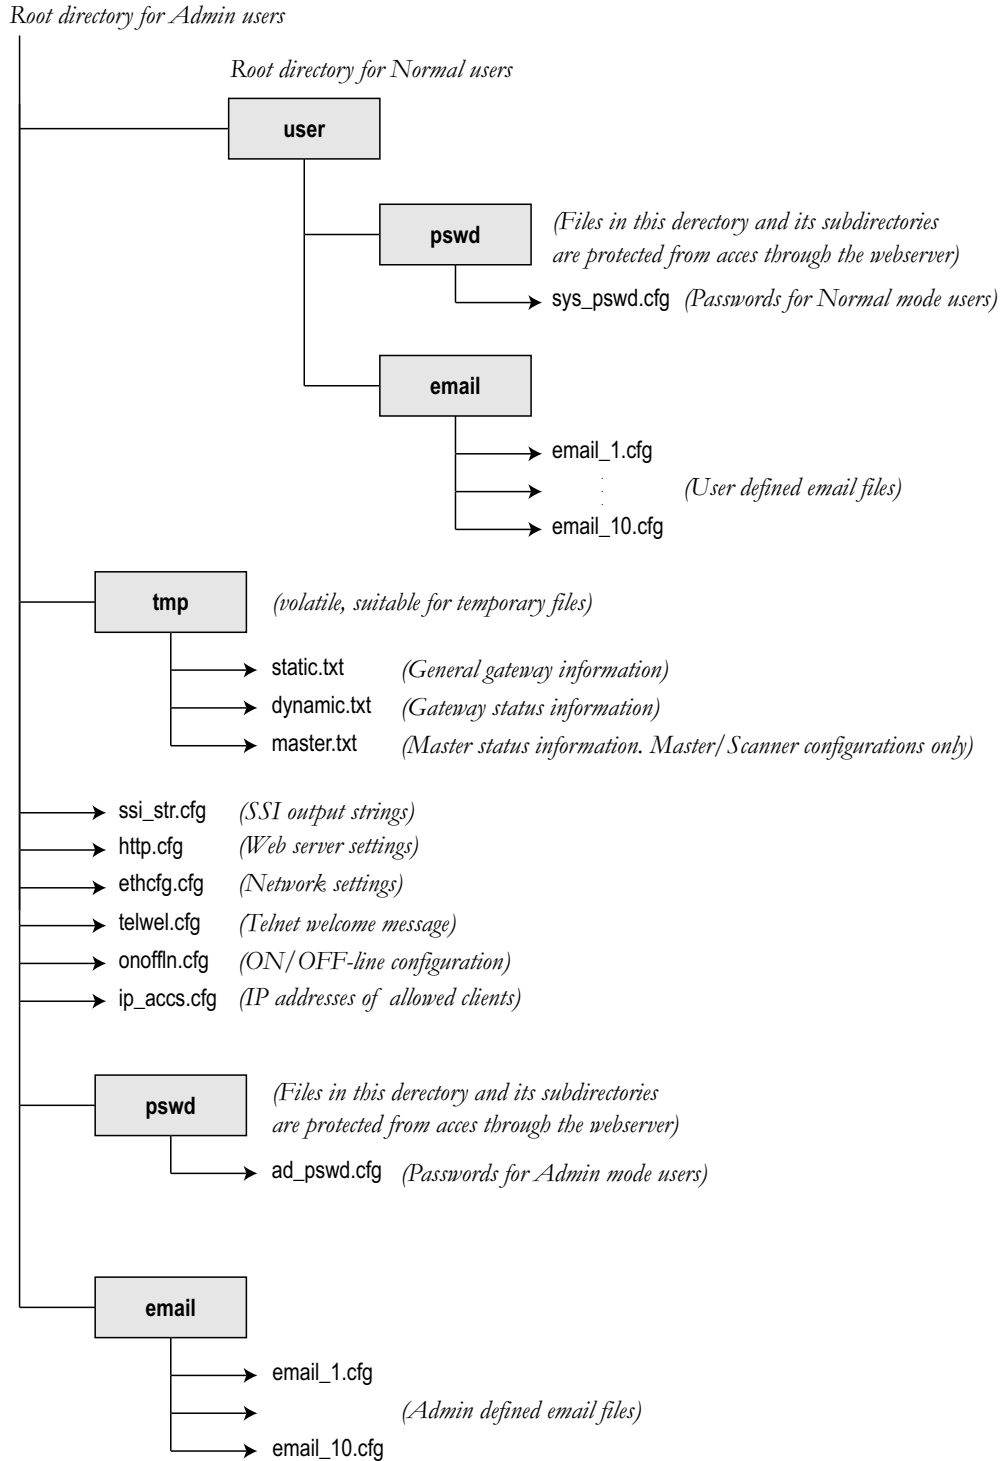 Root directory for Admin users
Root directory for Normal users
user
pswd
(Files in this derectory and its subdirectories
are protected from acces through the webserver)
sys_pswd.cfg (Passwords for Normal mode users)
email
email_1.cfg
(User defined email files)
email_10.cfg
tmp
(volatile, suitable for temporary files)
static.txt (General gateway information)
dynamic.txt (Gateway status information)
master.txt (Master status information. Master/Scanner configurations only)
ssi_str.cfg (SSI output strings)
http.cfg (Web server settings)
ethcfg.cfg (Network settings)
telwel.cfg (Telnet welcome message)
onoffln.cfg (ON/OFF-line configuration)
ip_accs.cfg (IP addresses of allowed clients)
pswd
(Files in this derectory and its subdirectories
are protected from acces through the webserver)
ad_pswd.cfg (Passwords for Admin mode users)
email
email_1.cfg
(Admin defined email files)
email_10.cfg